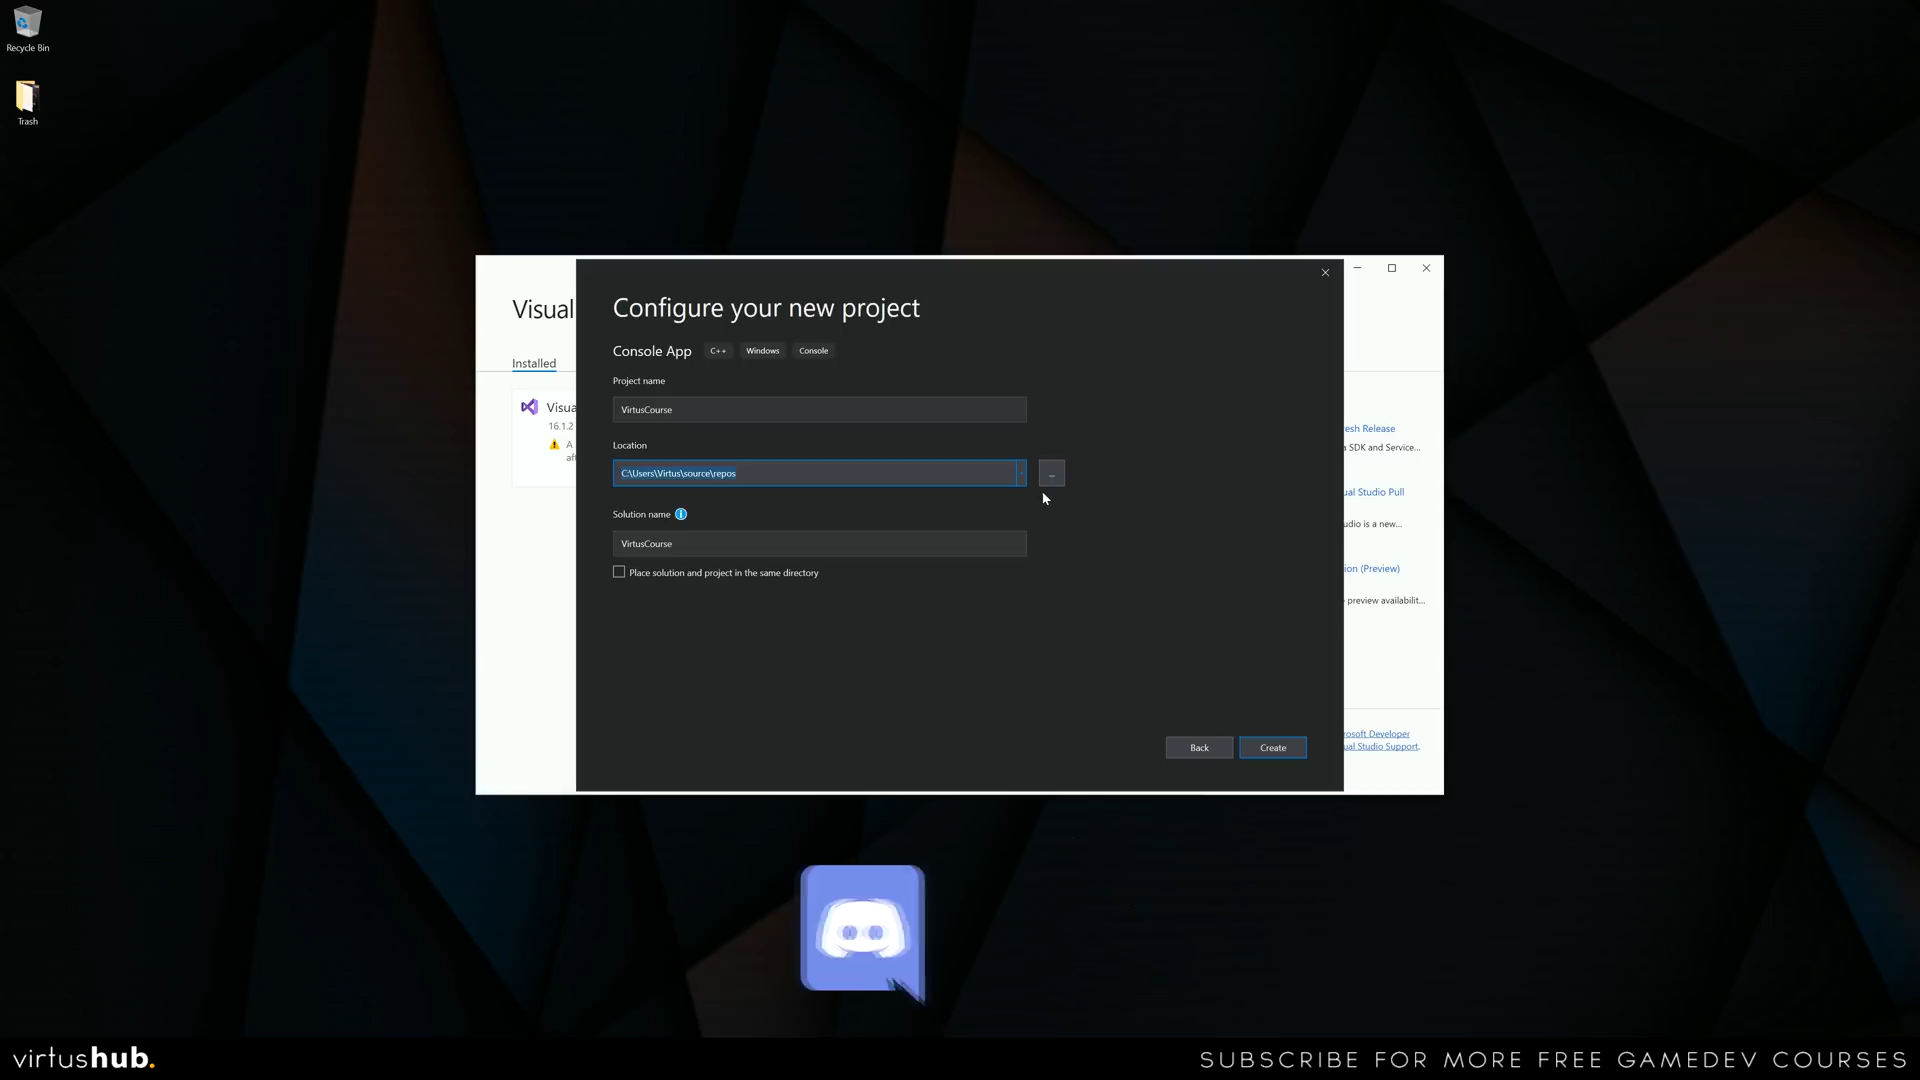 Recycle Bin
Trash
Visual
Installed
Visua
16.1.2
A
aft
Configure your new project
Console App C++ Windows Console
Project name
VirtusCourse
Location
C:\Users\Virtus\source\repos
...
Solution name
VirtusCourse
Place solution and project in the same directory
Back Create
esh Release
a SDK and Service...
ual Studio Pull
udio is a new...
ion (Preview)
preview availabilit...
rosoft Developer
ual Studio Support.
virtushub.
SUBSCRIBE FOR MORE FREE GAMEDEV COURSES